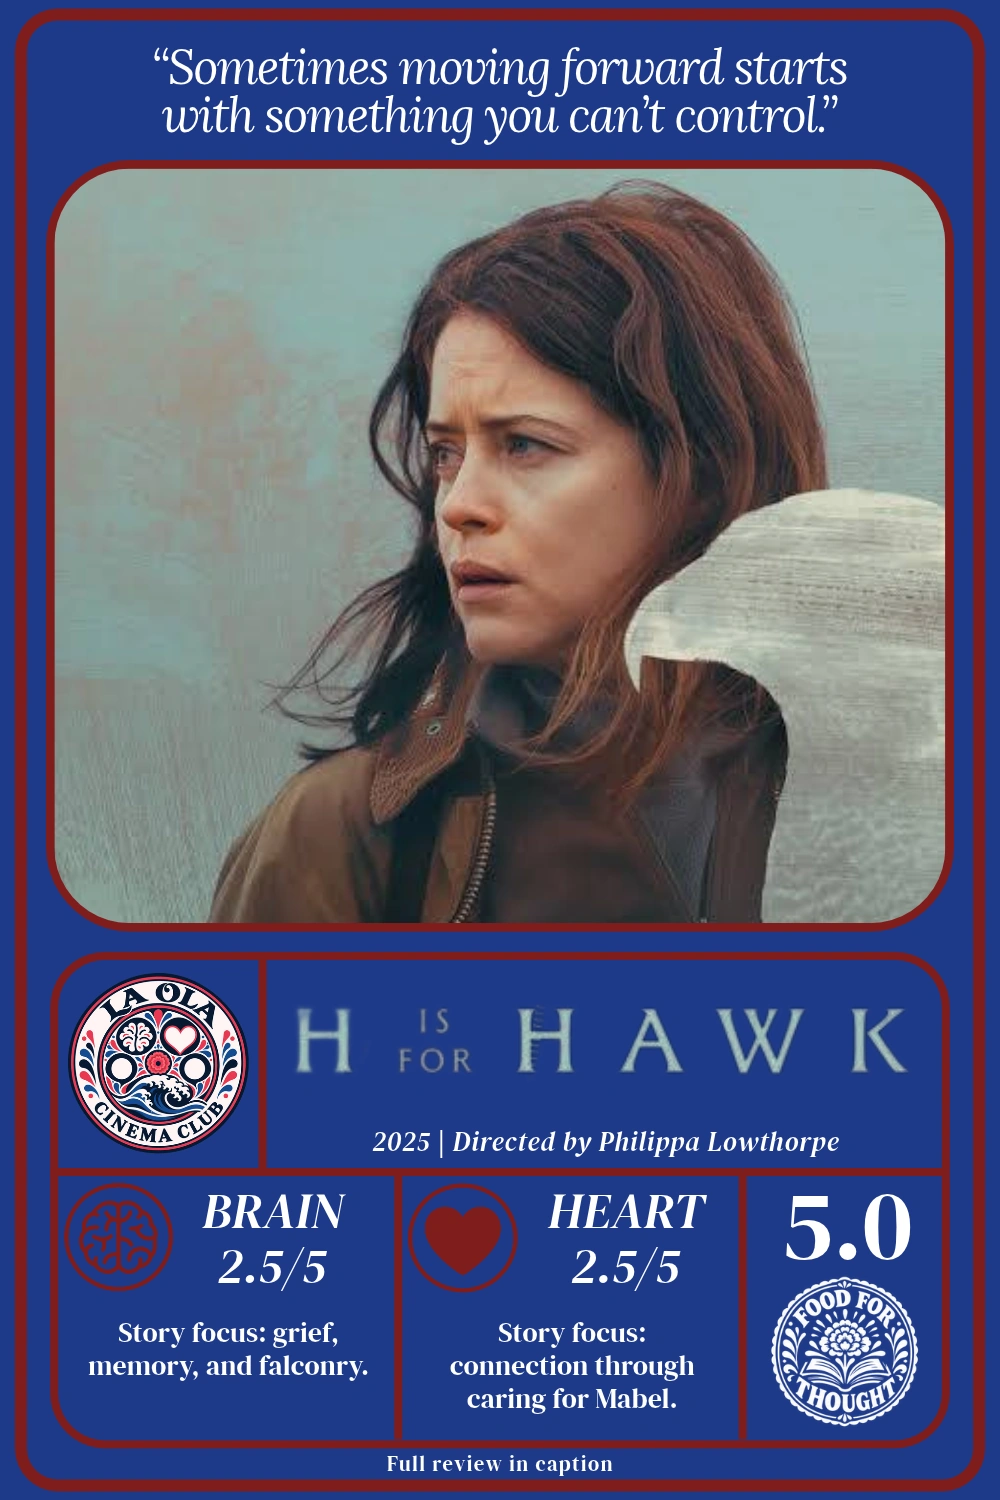 “Sometimes moving forward starts
with something you can’t control.”
LA OLA
CINEMA CLUB
H IS FOR HAWK
2025 | Directed by Philippa Lowthorpe
BRAIN
2.5/5
Story focus: grief,
memory, and falconry.
HEART
2.5/5
Story focus:
connection through
caring for Mabel.
5.0
FOOD FOR
THOUGHT
Full review in caption